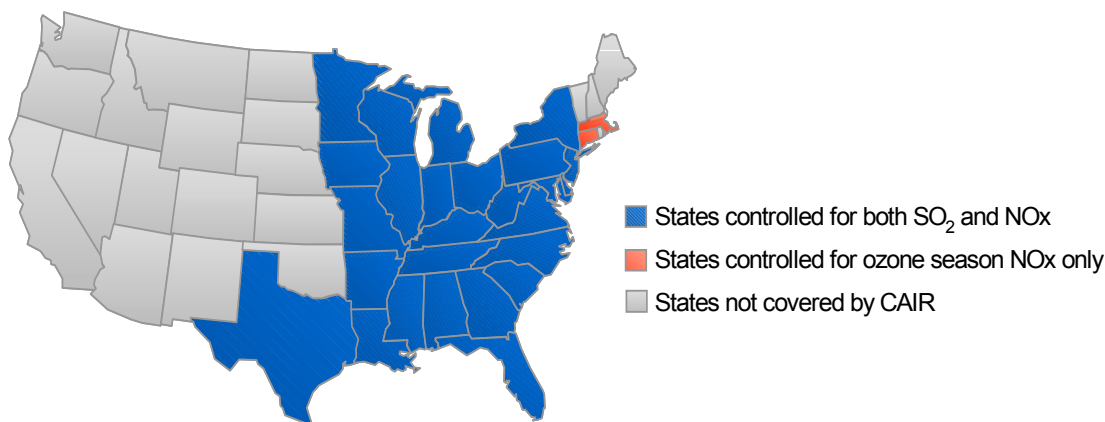 States controlled for both SO₂ and NOx
States controlled for ozone season NOx only
States not covered by CAIR